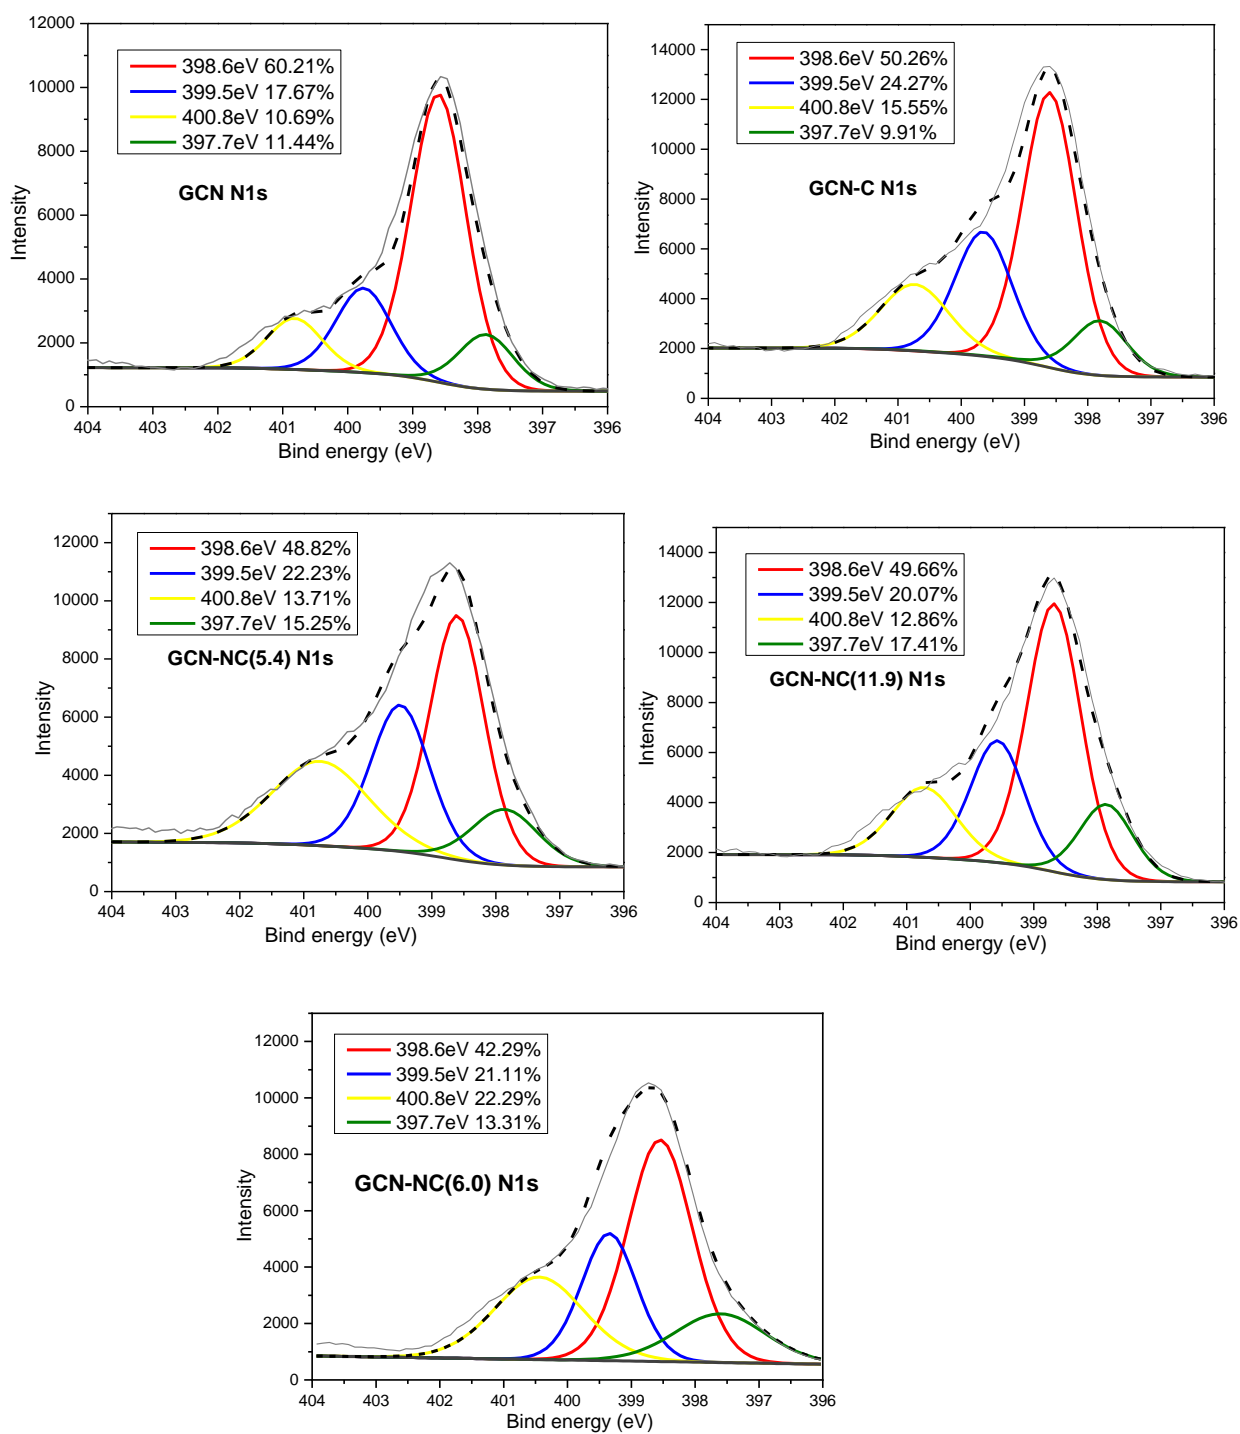 12000
10000
8000
6000
4000
2000
0
Intensity
398.6eV 60.21%
399.5eV 17.67%
400.8eV 10.69%
397.7eV 11.44%
GCN N1s
404 403 402 401 400 399 398 397 396
Bind energy (eV)
14000
12000
10000
8000
6000
4000
2000
0
Intensity
398.6eV 50.26%
399.5eV 24.27%
400.8eV 15.55%
397.7eV 9.91%
GCN-C N1s
404 403 402 401 400 399 398 397 396
Bind energy (eV)
12000
10000
8000
6000
4000
2000
0
Intensity
398.6eV 48.82%
399.5eV 22.23%
400.8eV 13.71%
397.7eV 15.25%
GCN-NC(5.4) N1s
404 403 402 401 400 399 398 397 396
Bind energy (eV)
14000
12000
10000
8000
6000
4000
2000
0
Intensity
398.6eV 49.66%
399.5eV 20.07%
400.8eV 12.86%
397.7eV 17.41%
GCN-NC(11.9) N1s
404 403 402 401 400 399 398 397 396
Bind energy (eV)
12000
10000
8000
6000
4000
2000
0
Intensity
398.6eV 42.29%
399.5eV 21.11%
400.8eV 22.29%
397.7eV 13.31%
GCN-NC(6.0) N1s
404 403 402 401 400 399 398 397 396
Bind energy (eV)